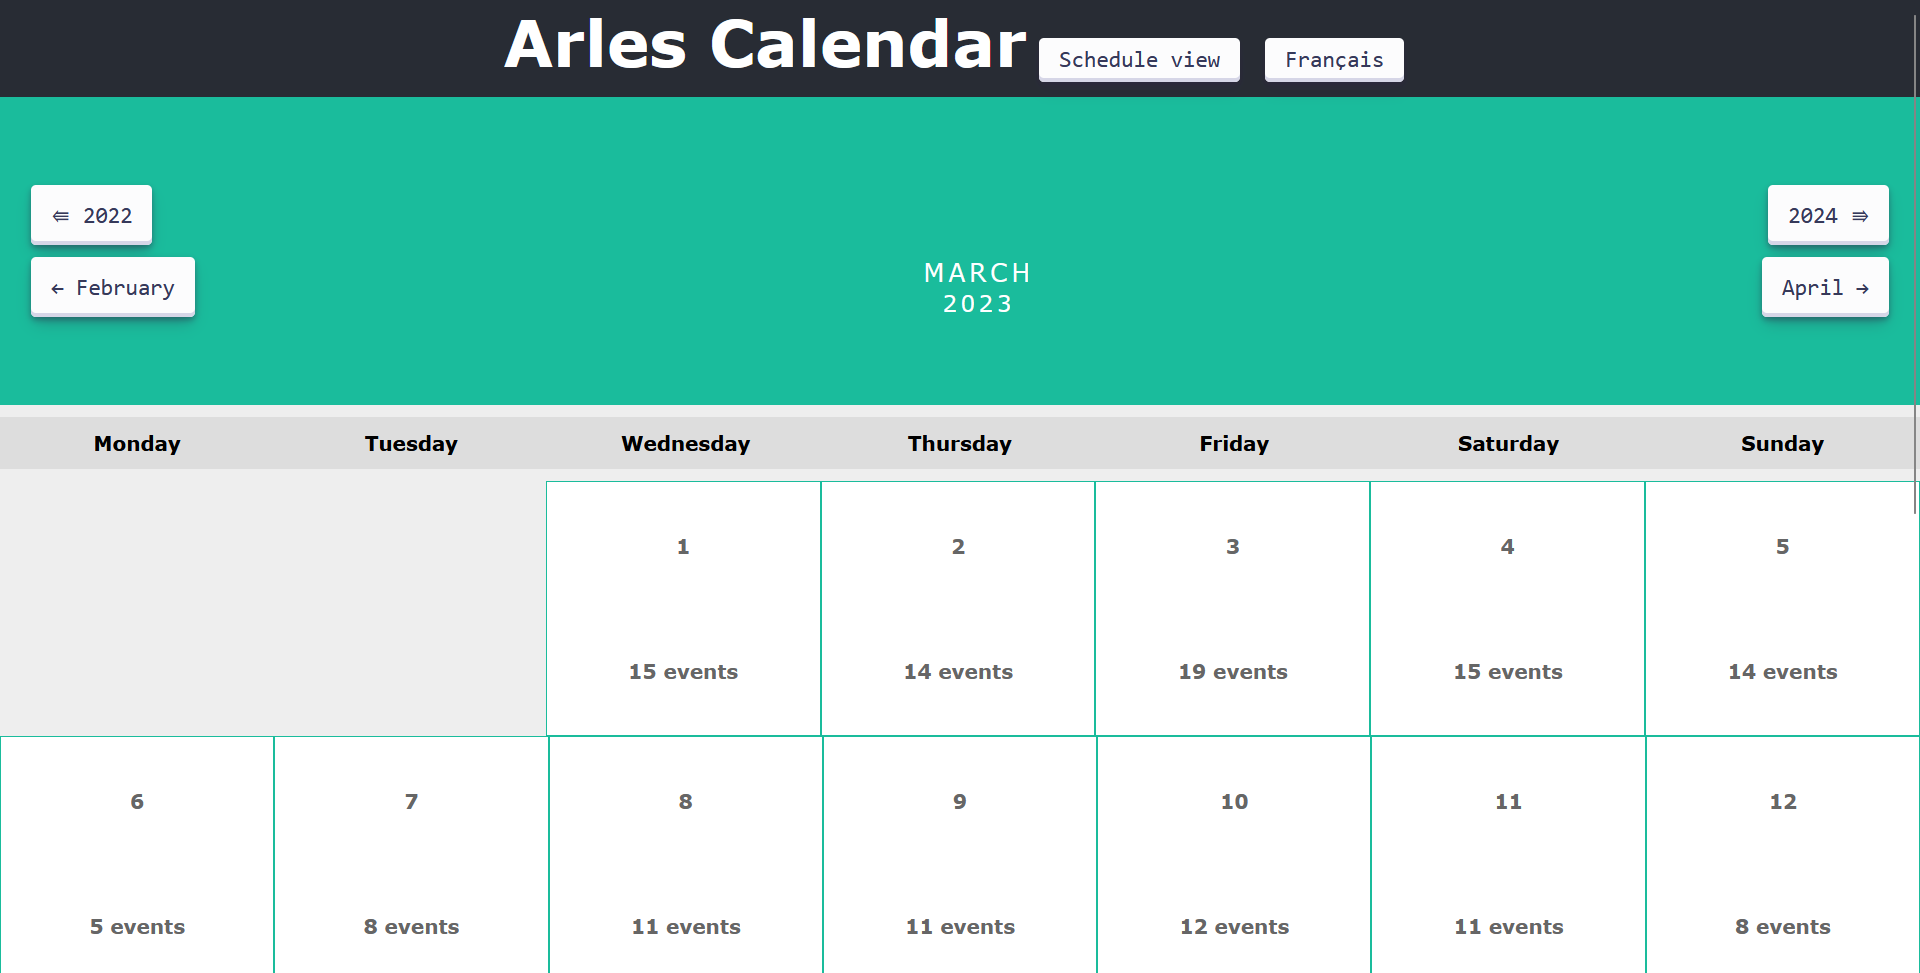 Arles Calendar
Schedule view
Français
⇚ 2022
2024 ⇛
← February
April →
MARCH
2023
Monday Tuesday Wednesday Thursday Friday Saturday Sunday
1 2 3 4 5
15 events 14 events 19 events 15 events 14 events
6 7 8 9 10 11 12
5 events 8 events 11 events 11 events 12 events 11 events 8 events